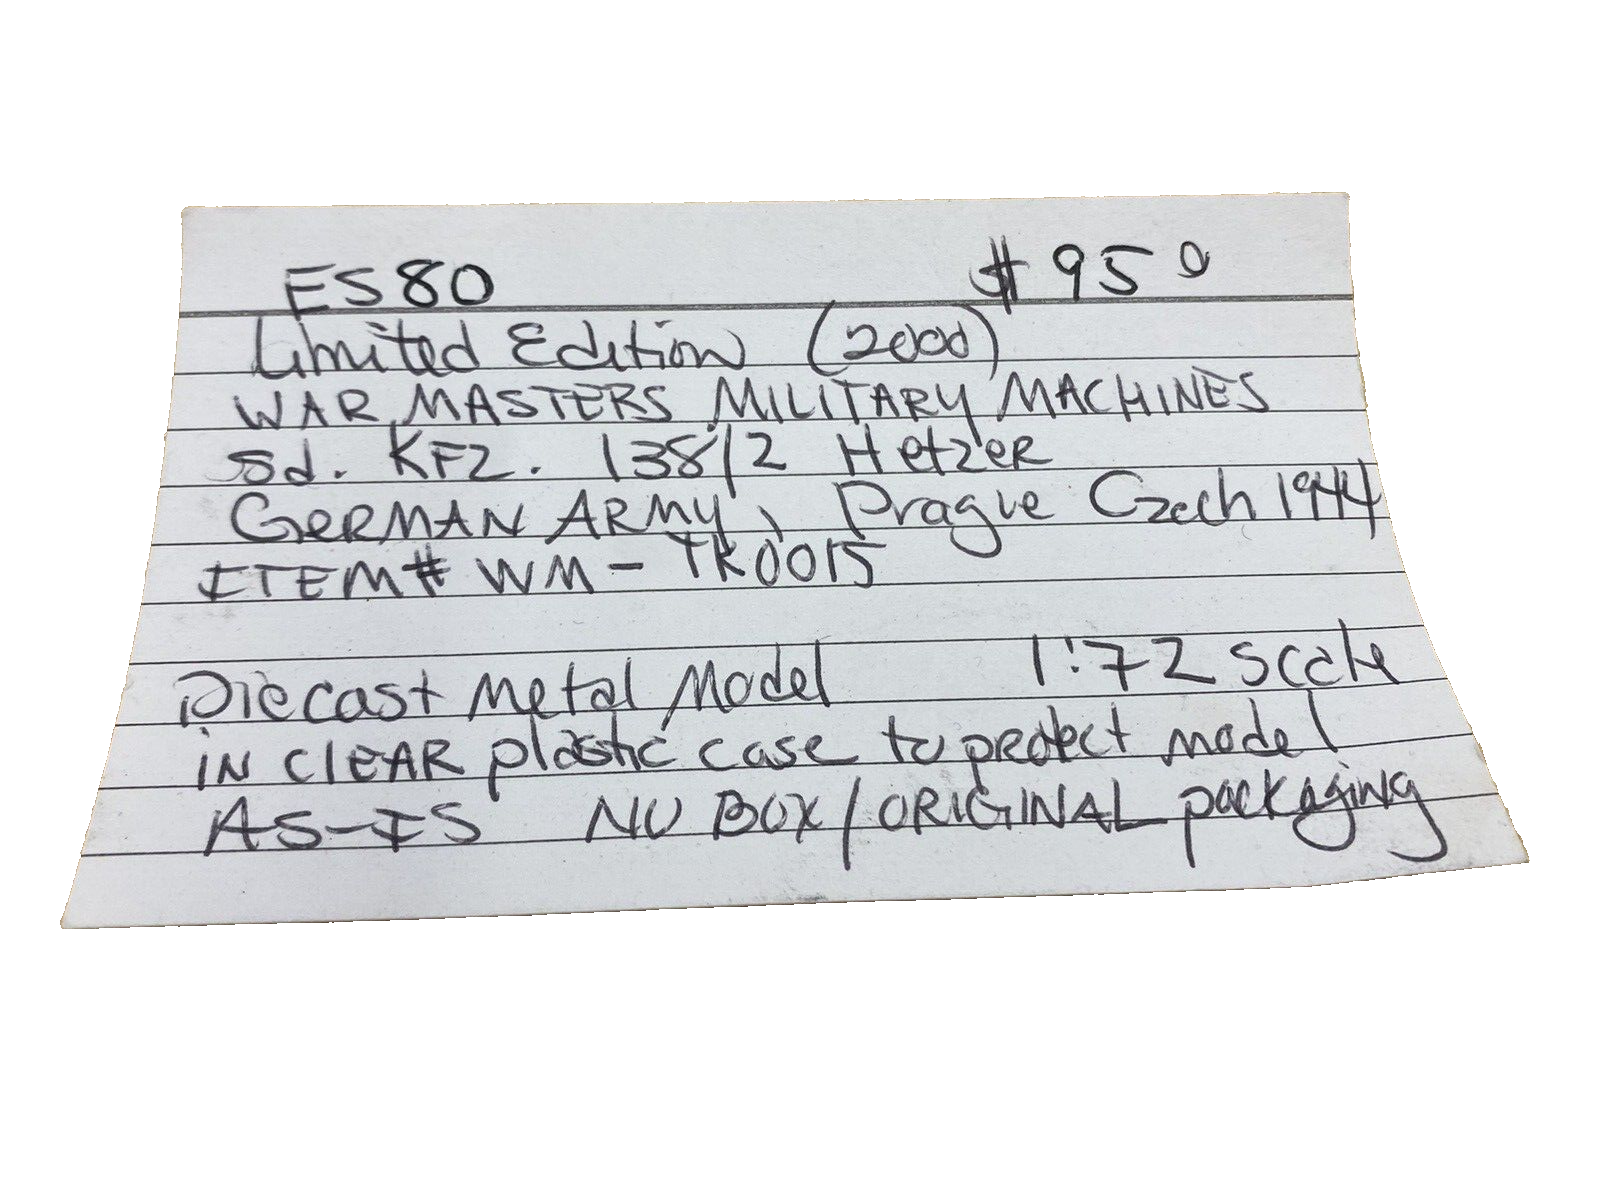 ES80 $950
Limited Edition (2000)
WAR MASTERS MILITARY MACHINES
Sd. KFZ. 138/2 HetzER
GERMAN ARMY, Prague Czech 1944
ITEM# WM - TK0015
Diecast Metal Model 1:72 scale
IN CLEAR plastic case to protect model
AS-IS NO BOX/ORIGINAL packaging